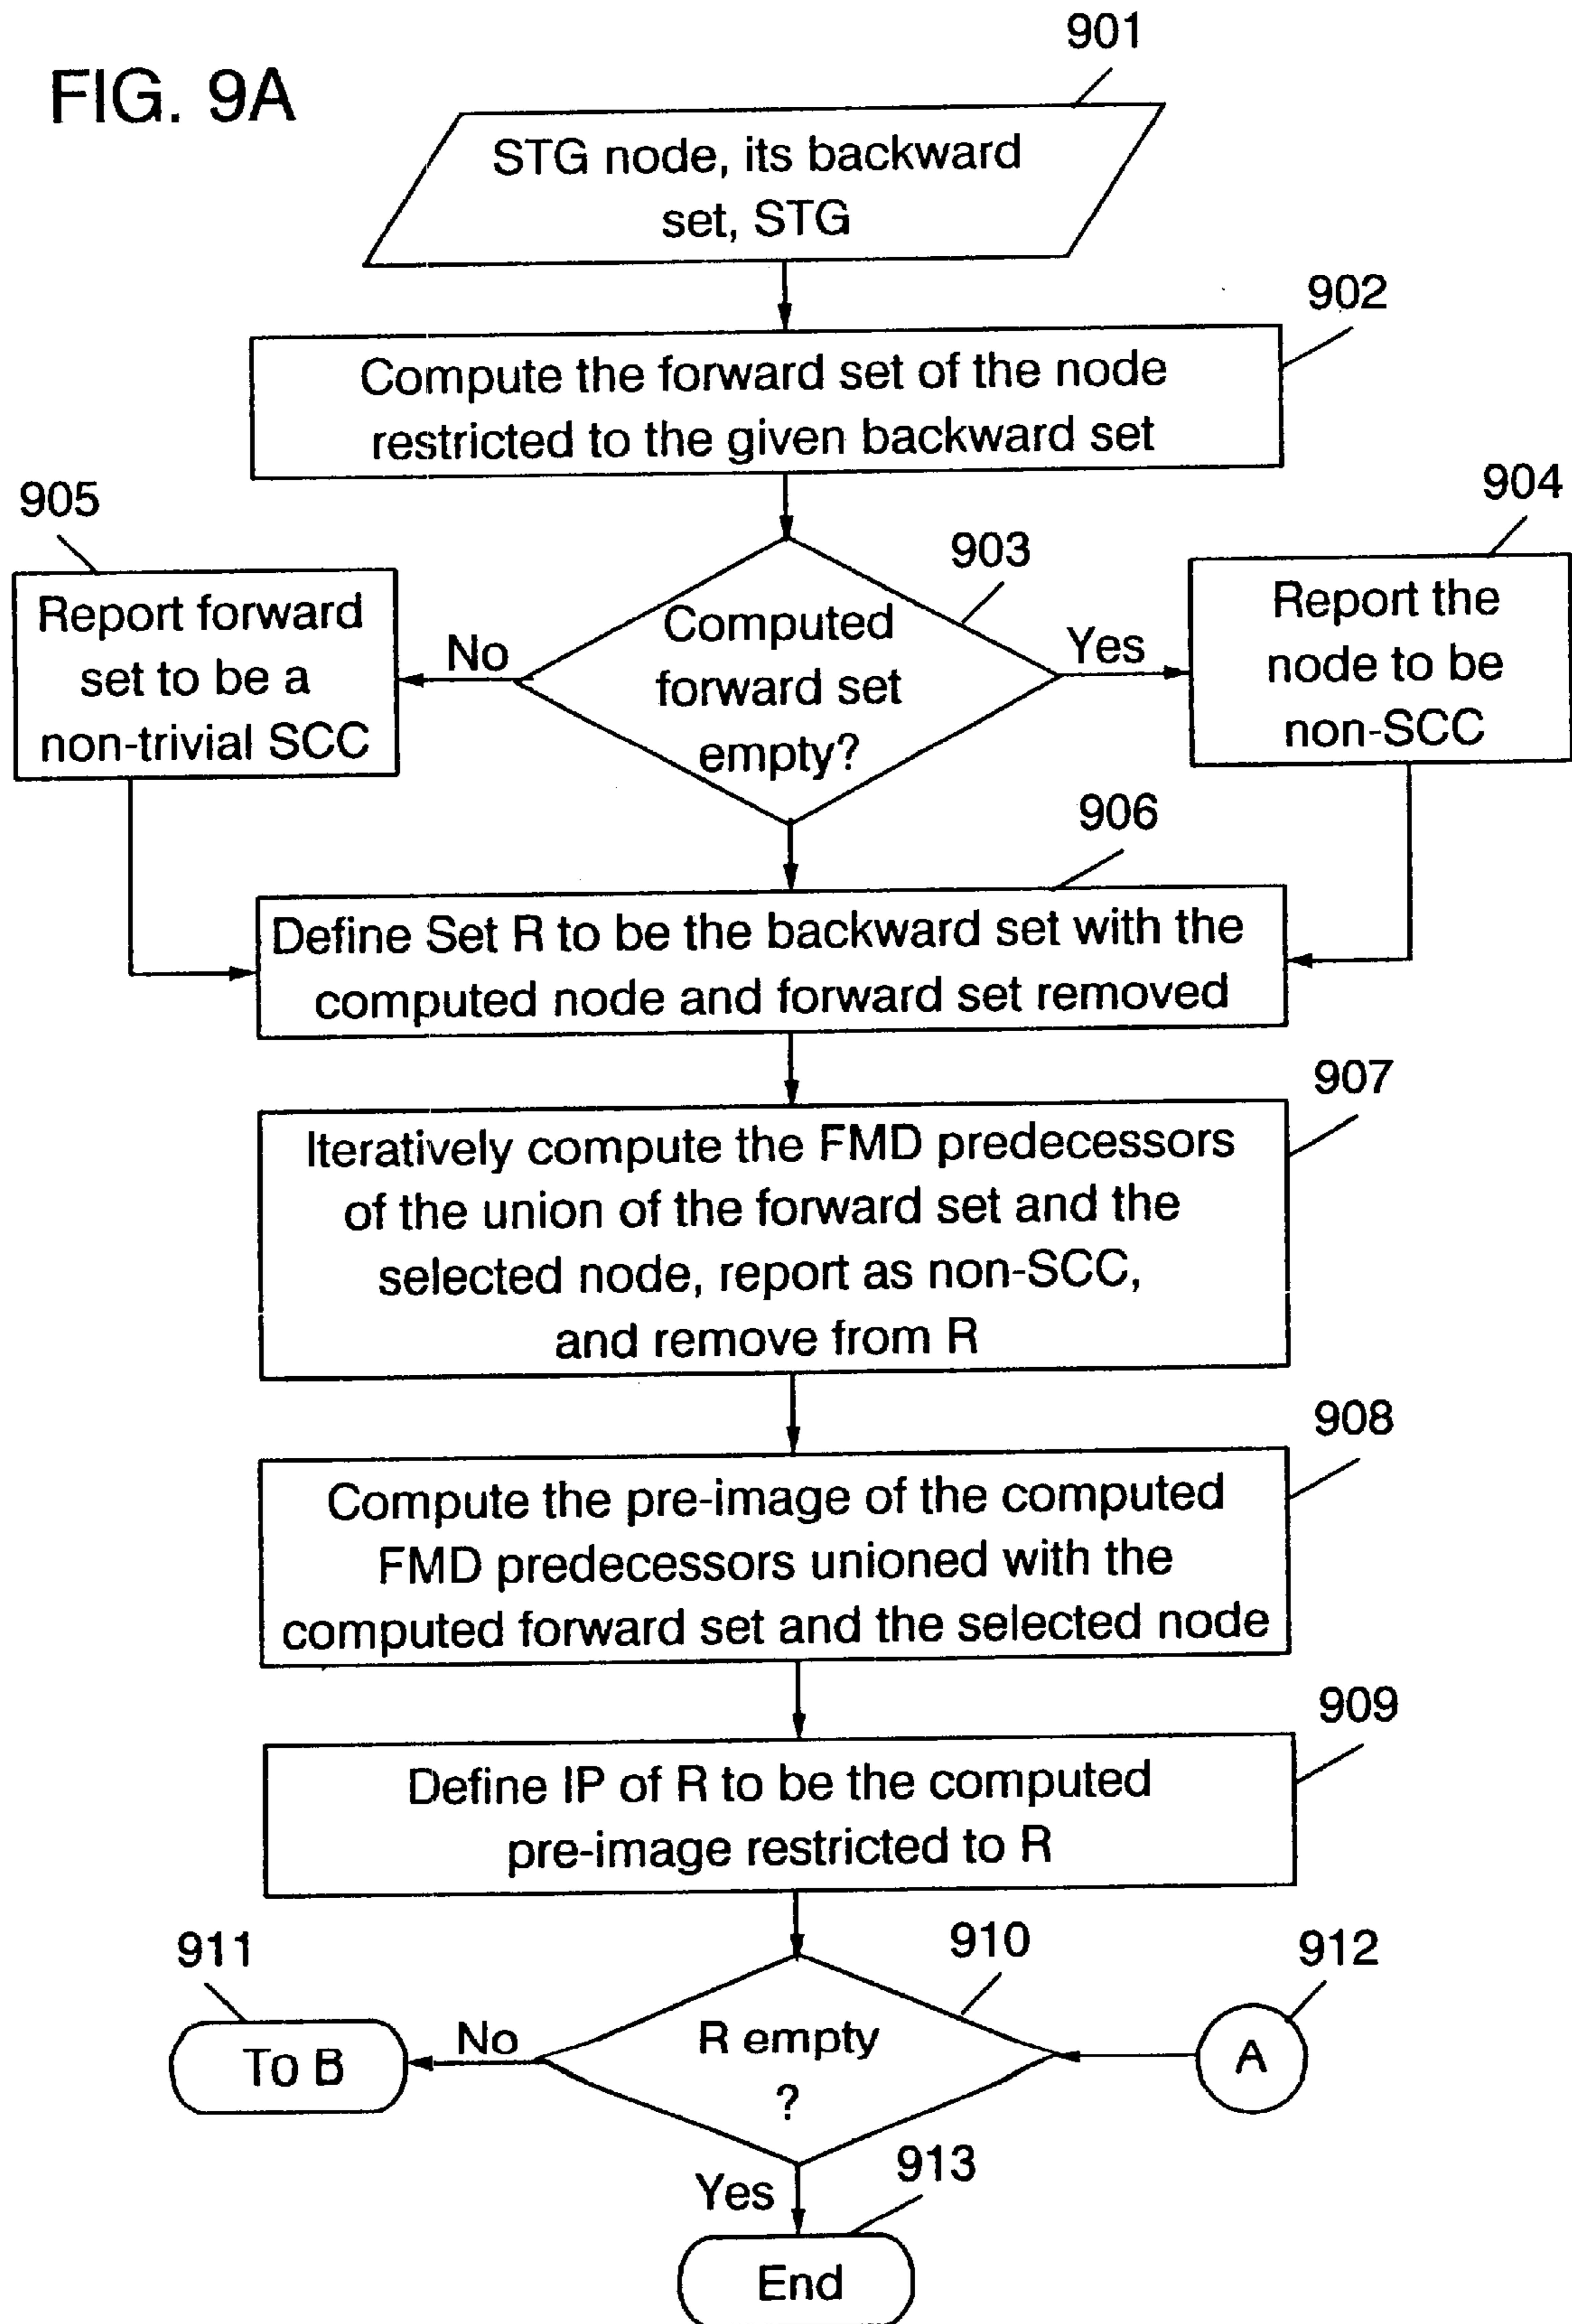 901
FIG. 9A
STG node, its backward
set, STG
902
Compute the forward set of the node
restricted to the given backward set
905
904
903
Report forward
set to be a
non-trivial SCC
No
Computed
forward set
empty?
Yes
Report the
node to be
non-SCC
906
Define Set R to be the backward set with the
computed node and forward set removed
907
Iteratively compute the FMD predecessors
of the union of the forward set and the
selected node, report as non-SCC,
and remove from R
908
Compute the pre-image of the computed
FMD predecessors unioned with the
computed forward set and the selected node
909
Define IP of R to be the computed
pre-image restricted to R
911
910
912
To B
No
R empty
?
A
Yes
913
End